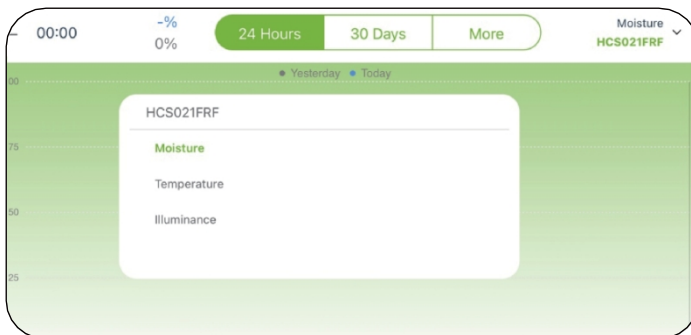 00:00
-%
0%
24 Hours
30 Days
More
Moisture
HCS021FRF
Yesterday
Today
00
HCS021FRF
Moisture
75
Temperature
Illuminance
50
25